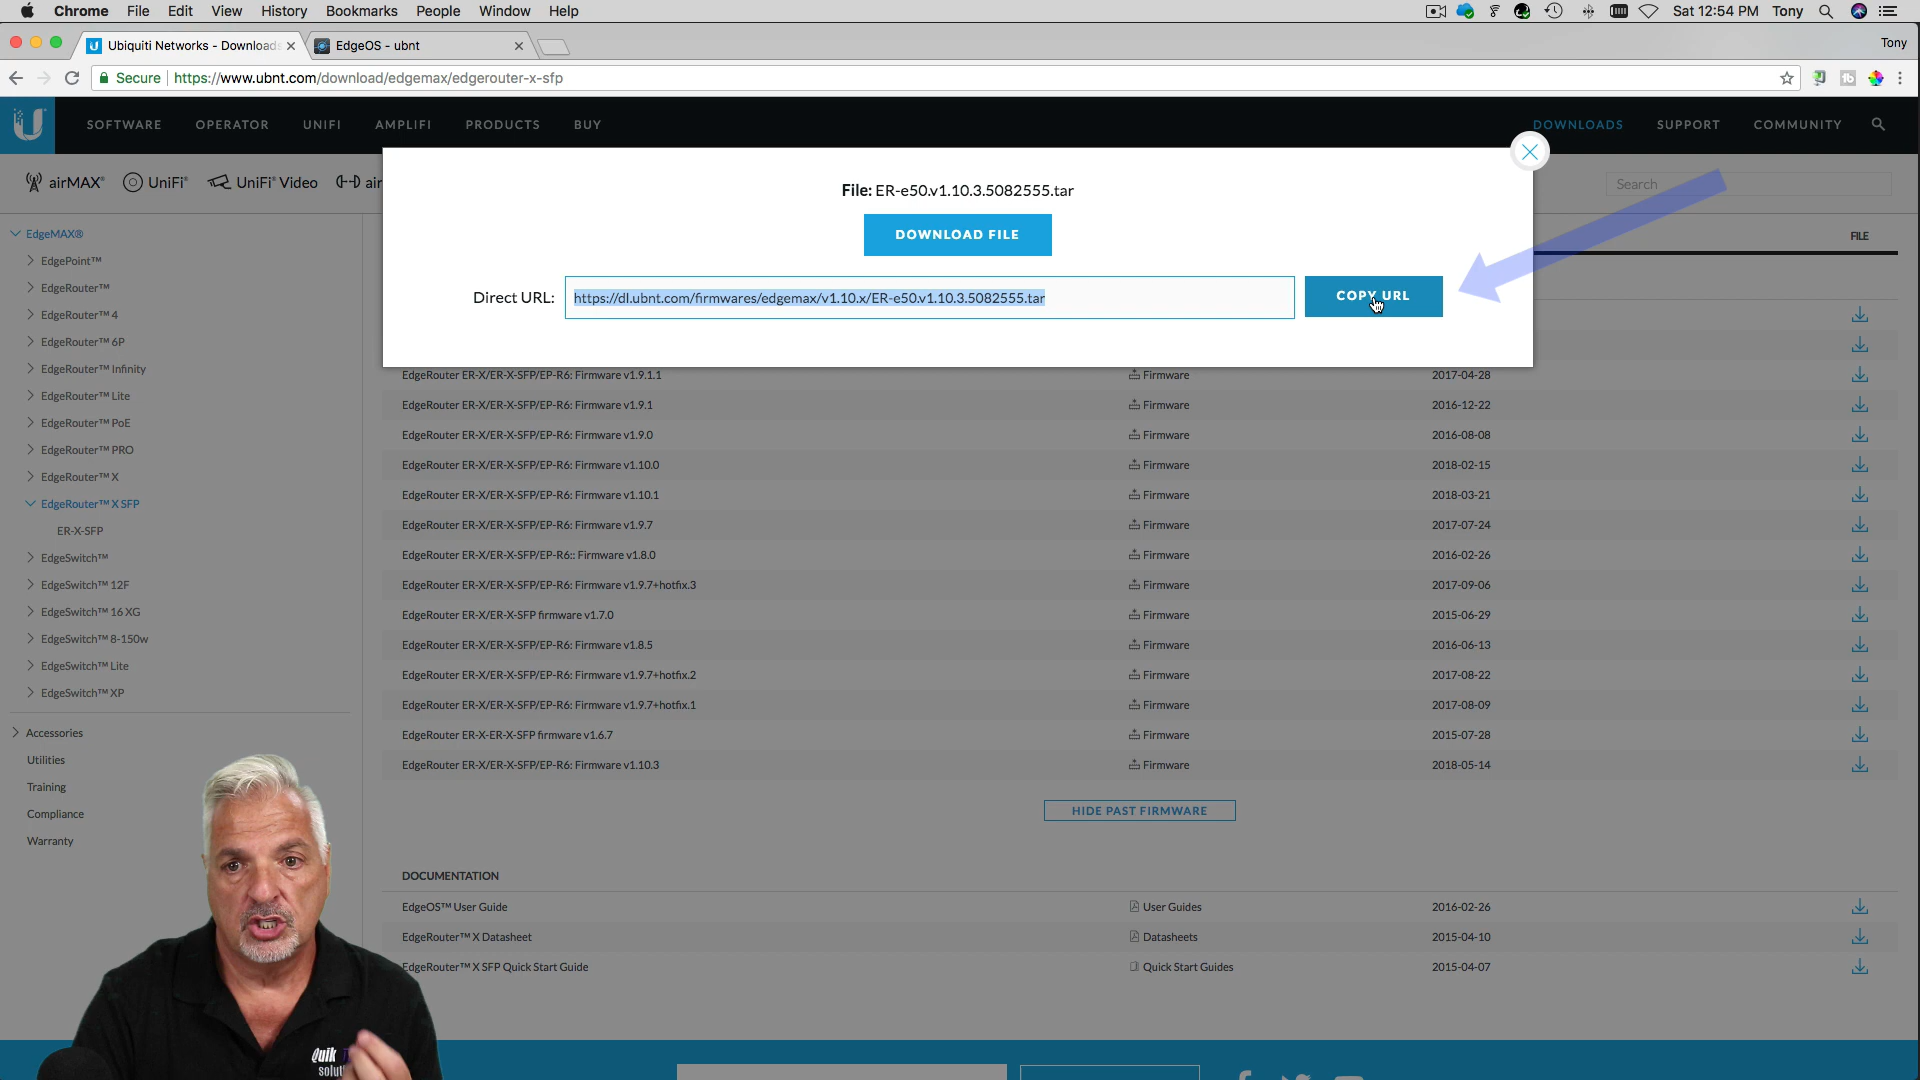 Chrome File Edit View History Bookmarks People Window Help Sat 12:54 PM Tony
Ubiquiti Networks - Downloads EdgeOS - ubnt Tony
Secure https://www.ubnt.com/download/edgemax/edgerouter-x-sfp
SOFTWARE OPERATOR UNIFI AMPLIFI PRODUCTS BUY DOWNLOADS SUPPORT COMMUNITY
airMAX® UniFi® UniFi® Video air Search
File: ER-e50.v1.10.3.5082555.tar
DOWNLOAD FILE
Direct URL: https://dl.ubnt.com/firmwares/edgemax/v1.10.x/ER-e50.v1.10.3.5082555.tar COPY URL
EdgeMAX®
EdgePoint™
EdgeRouter™
EdgeRouter™ 4
EdgeRouter™ 6P
EdgeRouter™ Infinity
EdgeRouter™ Lite
EdgeRouter™ PoE
EdgeRouter™ PRO
EdgeRouter™ X
EdgeRouter™ X SFP
ER-X-SFP
EdgeSwitch™
EdgeSwitch™ 12F
EdgeSwitch™ 16 XG
EdgeSwitch™ 8-150w
EdgeSwitch™ Lite
EdgeSwitch™ XP
Accessories
Utilities
Training
Compliance
Warranty
FILE
EdgeRouter ER-X/ER-X-SFP/EP-R6: Firmware v1.9.1.1 Firmware 2017-04-28
EdgeRouter ER-X/ER-X-SFP/EP-R6: Firmware v1.9.1 Firmware 2016-12-22
EdgeRouter ER-X/ER-X-SFP/EP-R6: Firmware v1.9.0 Firmware 2016-08-08
EdgeRouter ER-X/ER-X-SFP/EP-R6: Firmware v1.10.0 Firmware 2018-02-15
EdgeRouter ER-X/ER-X-SFP/EP-R6: Firmware v1.10.1 Firmware 2018-03-21
EdgeRouter ER-X/ER-X-SFP/EP-R6: Firmware v1.9.7 Firmware 2017-07-24
EdgeRouter ER-X/ER-X-SFP/EP-R6:: Firmware v1.8.0 Firmware 2016-02-26
EdgeRouter ER-X/ER-X-SFP/EP-R6: Firmware v1.9.7+hotfix.3 Firmware 2017-09-06
EdgeRouter ER-X/ER-X-SFP firmware v1.7.0 Firmware 2015-06-29
EdgeRouter ER-X/ER-X-SFP/EP-R6: Firmware v1.8.5 Firmware 2016-06-13
EdgeRouter ER-X/ER-X-SFP/EP-R6: Firmware v1.9.7+hotfix.2 Firmware 2017-08-22
EdgeRouter ER-X/ER-X-SFP/EP-R6: Firmware v1.9.7+hotfix.1 Firmware 2017-08-09
EdgeRouter ER-X-ER-X-SFP firmware v1.6.7 Firmware 2015-07-28
EdgeRouter ER-X/ER-X-SFP/EP-R6: Firmware v1.10.3 Firmware 2018-05-14
HIDE PAST FIRMWARE
DOCUMENTATION
EdgeOS™ User Guide User Guides 2016-02-26
EdgeRouter™ X Datasheet Datasheets 2015-04-10
EdgeRouter™ X SFP Quick Start Guide Quick Start Guides 2015-04-07
Quik